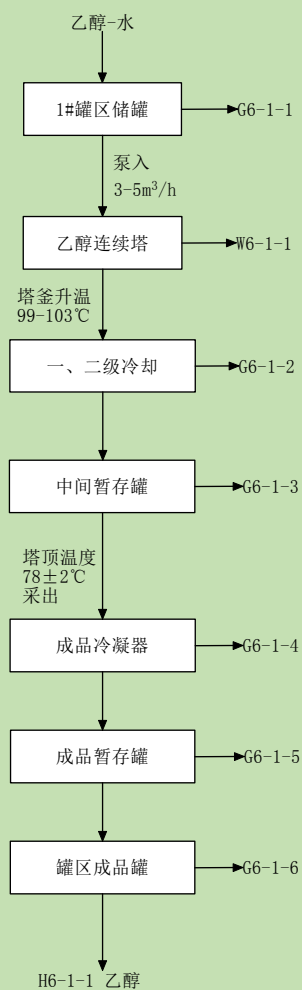 乙醇-水
1#罐区储罐
G6-1-1
泵入
3-5m³/h
乙醇连续塔
W6-1-1
塔釜升温
99-103℃
一、二级冷却
G6-1-2
中间暂存罐
G6-1-3
塔顶温度
78±2℃
采出
成品冷凝器
G6-1-4
成品暂存罐
G6-1-5
罐区成品罐
G6-1-6
H6-1-1 乙醇